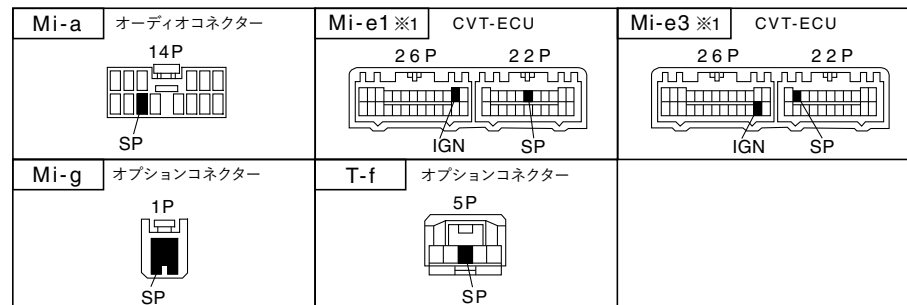 Mi-a オーディオコネクター
14P
SP
Mi-e1 ※1 CVT-ECU
26P 22P
IGN SP
Mi-e3 ※1 CVT-ECU
26P 22P
IGN SP
Mi-g オプションコネクター
1P
SP
T-f オプションコネクター
5P
SP